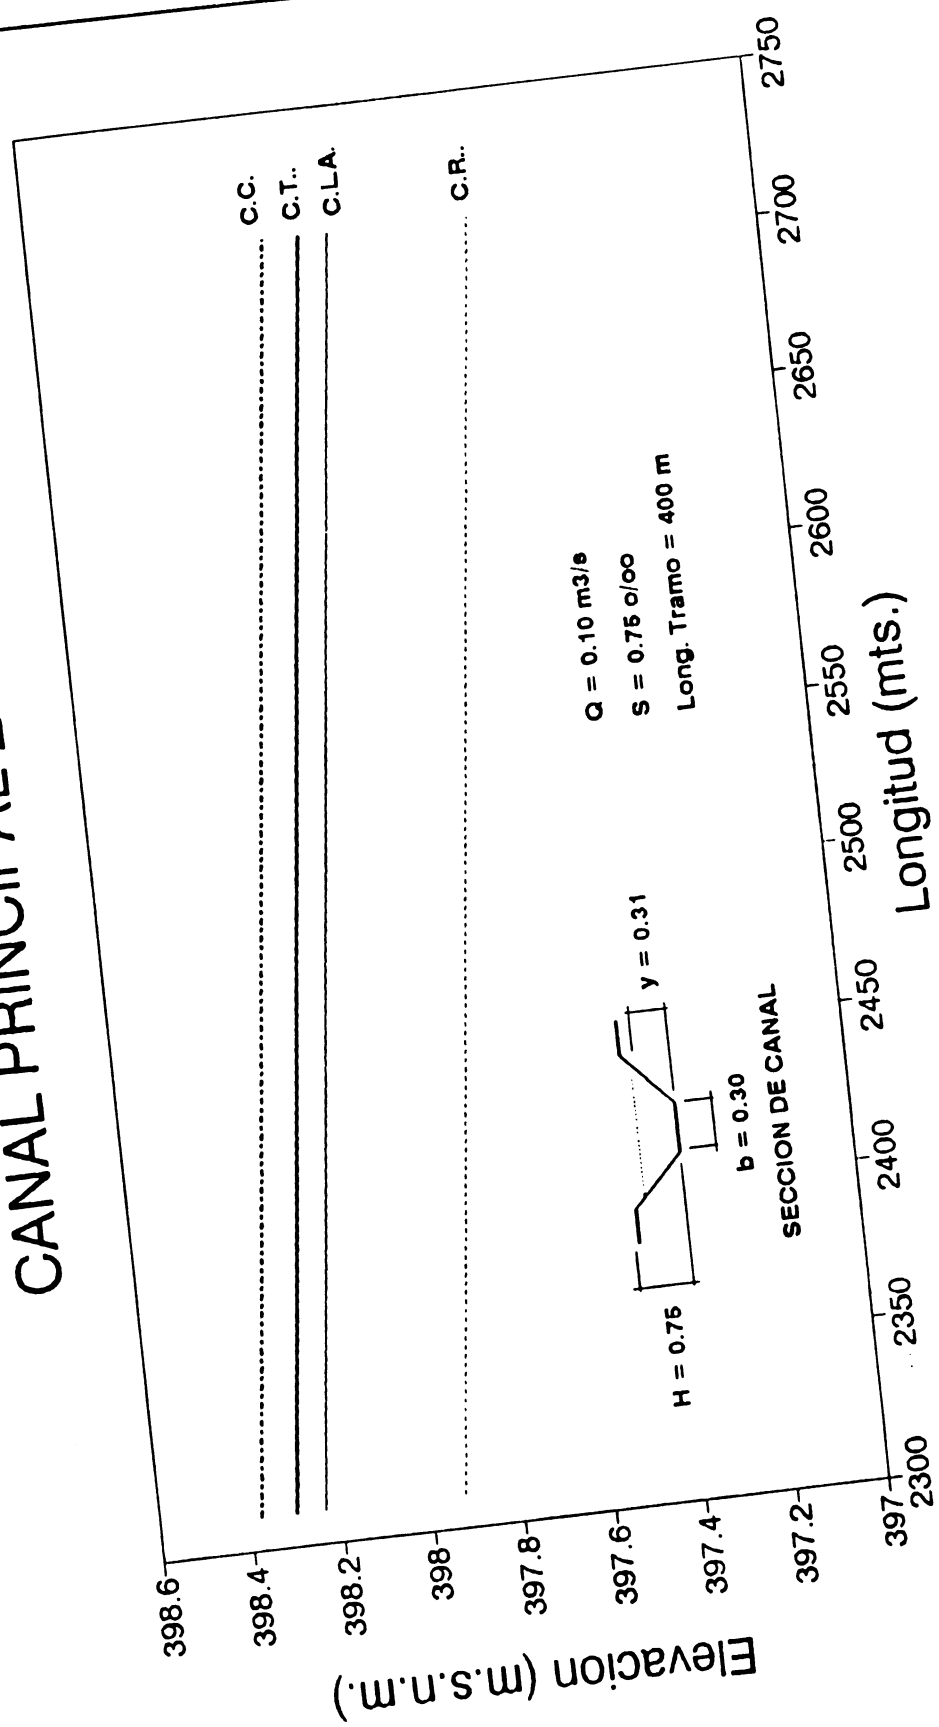 CANAL PRINCIPAL
398.6
398.4
398.2
398
397.8
397.6
397.4
397.2
397
Elevacion (m.s.n.m.)
C.C.
C.T..
C.L.A.
C.R..
Q = 0.10 m3/s
S = 0.75 o/oo
Long. Tramo = 400 m
H = 0.75
y = 0.31
b = 0.30
SECCION DE CANAL
2300
2350
2400
2450
2500
2550
2600
2650
2700
2750
Longitud (mts.)